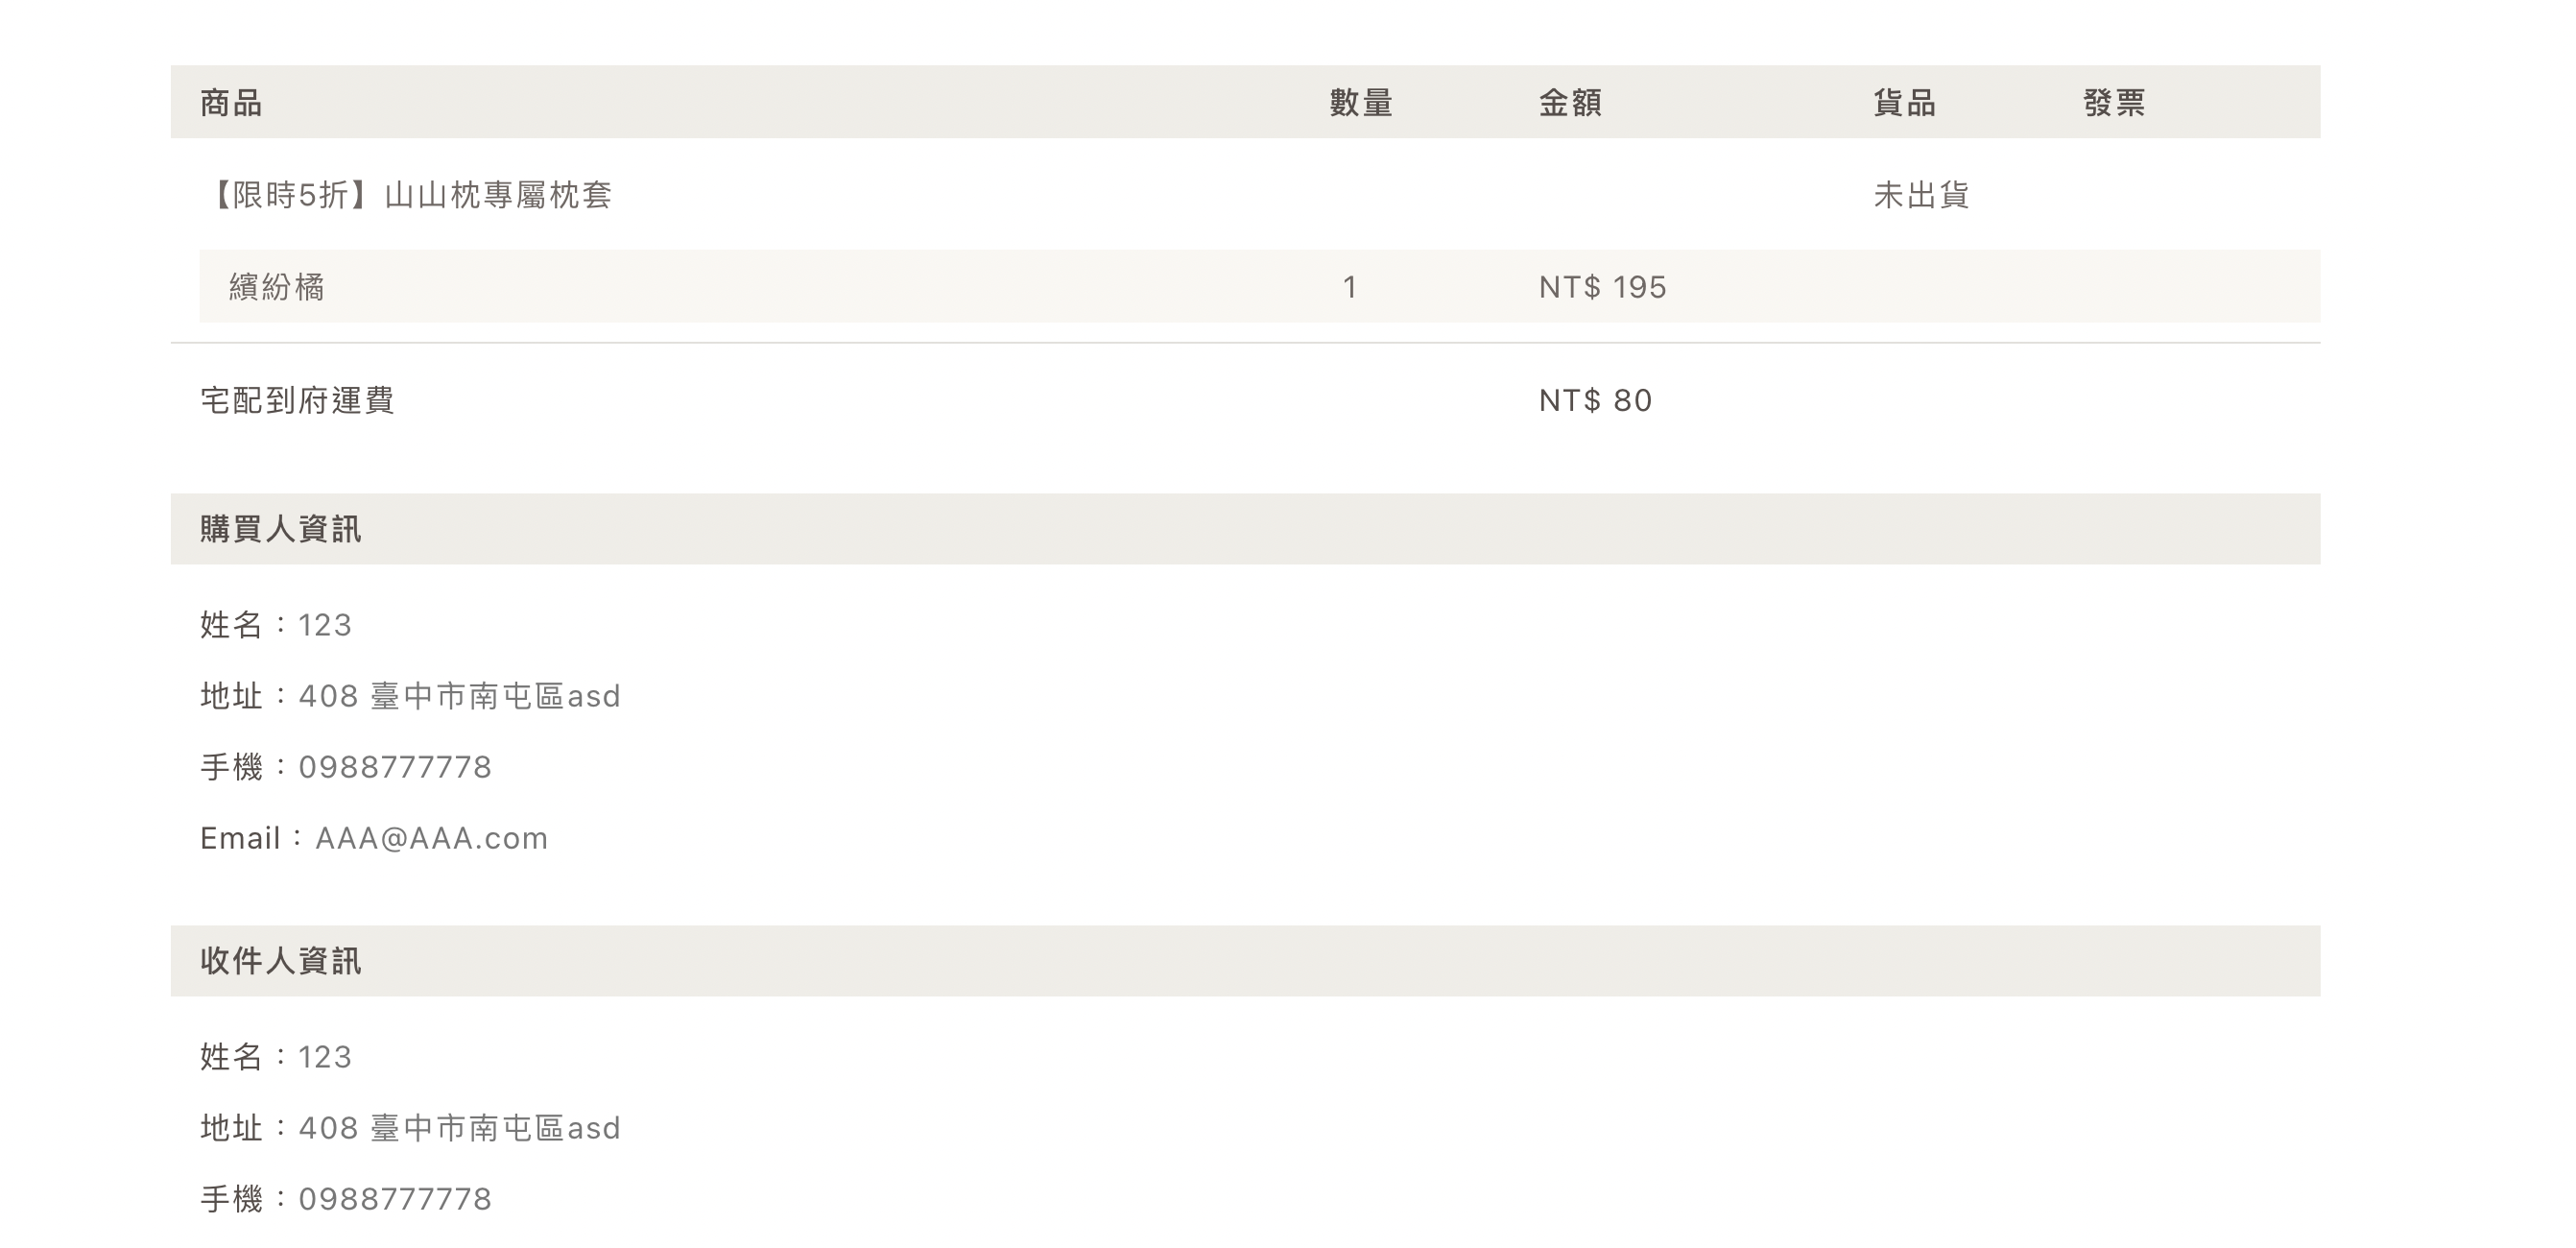 商品 數量 金額 貨品 發票
【限時5折】山山枕專屬枕套 未出貨
繽紛橘 1 NT$ 195
宅配到府運費 NT$ 80
購買人資訊
姓名：123
地址：408 臺中市南屯區asd
手機：0988777778
Email：AAA@AAA.com
收件人資訊
姓名：123
地址：408 臺中市南屯區asd
手機：0988777778